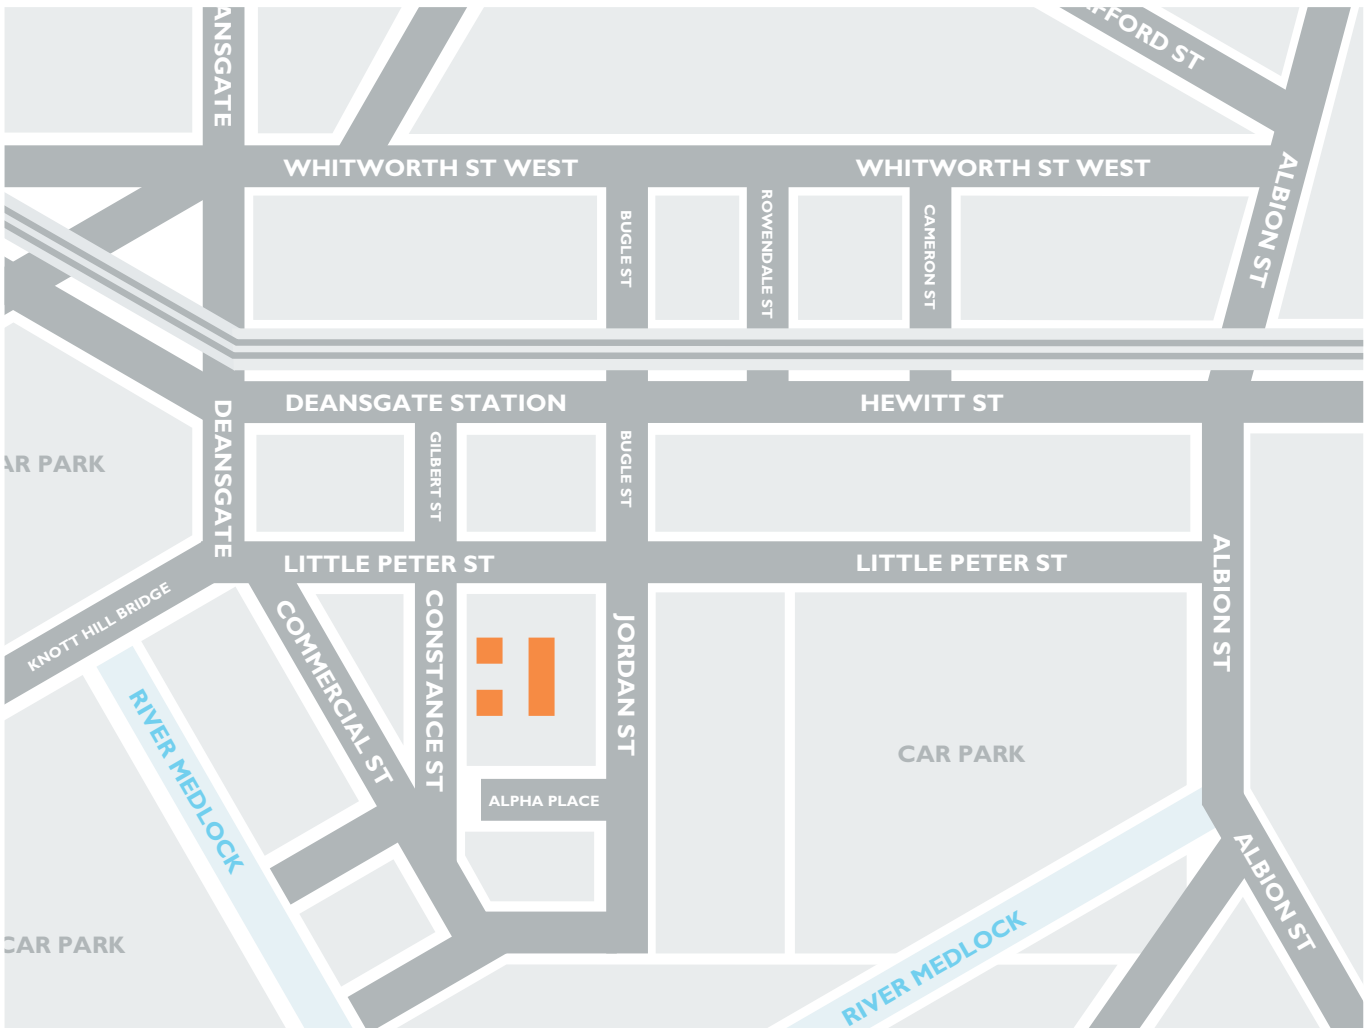 ANSGATE
FFORD ST
WHITWORTH ST WEST
WHITWORTH ST WEST
ALBION ST
BUGLE ST
ROWENDALE ST
CAMERON ST
DEANSGATE STATION
HEWITT ST
DEANSGATE
GILBERT ST
BUGLE ST
AR PARK
LITTLE PETER ST
LITTLE PETER ST
ALBION ST
KNOTT HILL BRIDGE
COMMERCIAL ST
CONSTANCE ST
JORDAN ST
RIVER MEDLOCK
CAR PARK
ALPHA PLACE
ALBION ST
RIVER MEDLOCK
CAR PARK